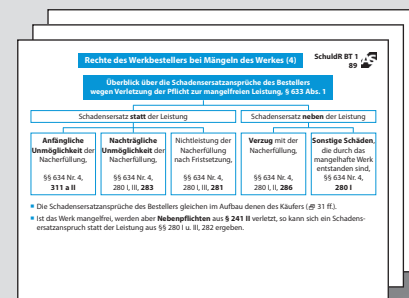 Rechte des Werkbestellers bei Mängeln des Werkes (4)
SchuldR BT 1
89
AS
Überblick über die Schadensersatzansprüche des Bestellers
wegen Verletzung der Pflicht zur mangelfreien Leistung, § 633 Abs. 1
Schadensersatz statt der Leistung
Schadensersatz neben der Leistung
Anfängliche
Unmöglichkeit der
Nacherfüllung,
§§ 634 Nr. 4,
311 a II
Nachträgliche
Unmöglichkeit der
Nacherfüllung,
§§ 634 Nr. 4,
280 I, III, 283
Nichtleistung der
Nacherfüllung
nach Fristsetzung,
§§ 634 Nr. 4,
280 I, III, 281
Verzug mit der
Nacherfüllung,
§§ 634 Nr. 4,
280 I, II, 286
Sonstige Schäden,
die durch das
mangelhafte Werk
entstanden sind,
§§ 634 Nr. 4,
280 I
Die Schadensersatzansprüche des Bestellers gleichen im Aufbau denen des Käufers (31 ff.).
Ist das Werk mangelfrei, werden aber Nebenpflichten aus § 241 II verletzt, so kann sich ein Schadens-
ersatzanspruch statt der Leistung aus §§ 280 I u. III, 282 ergeben.